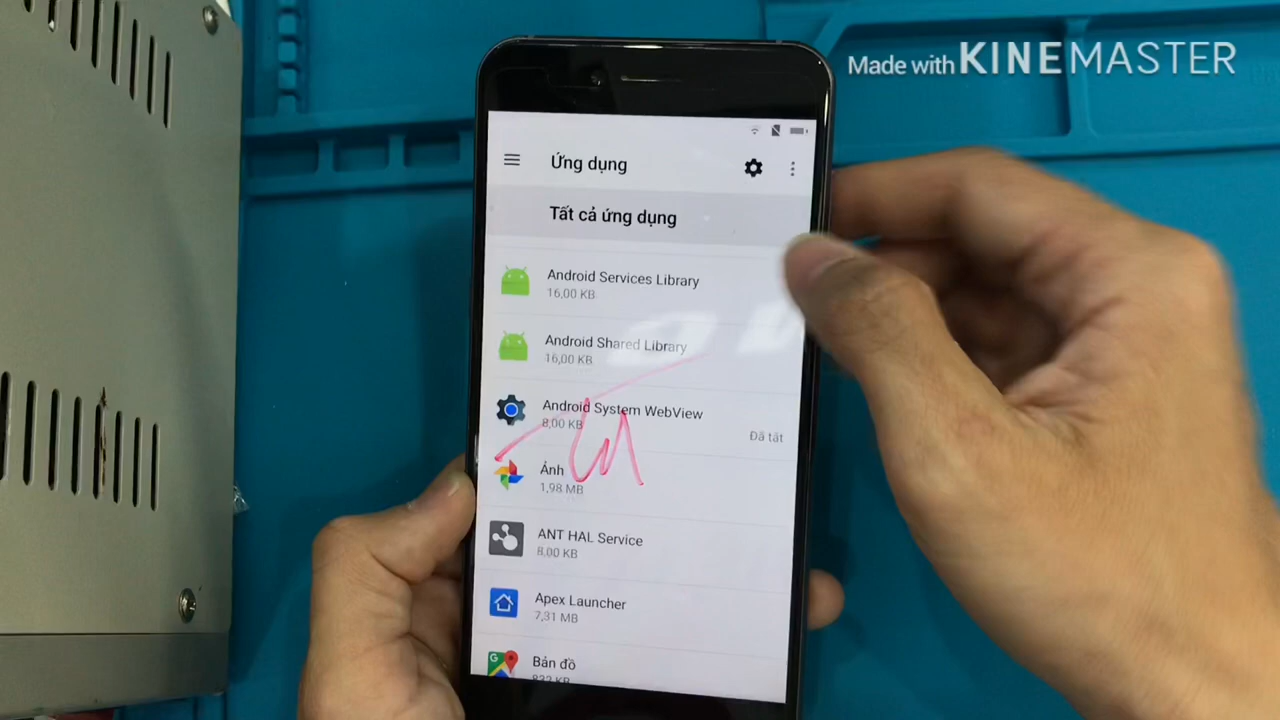 Made with KINEMASTER
Ứng dụng
Tất cả ứng dụng
Android Services Library
16,00 KB
Android Shared Library
16,00 KB
Android System WebView
8,00 KB
Đã tắt
Ảnh
1,98 MB
ANT HAL Service
8,00 KB
Apex Launcher
7,31 MB
Bản đồ
832 KB